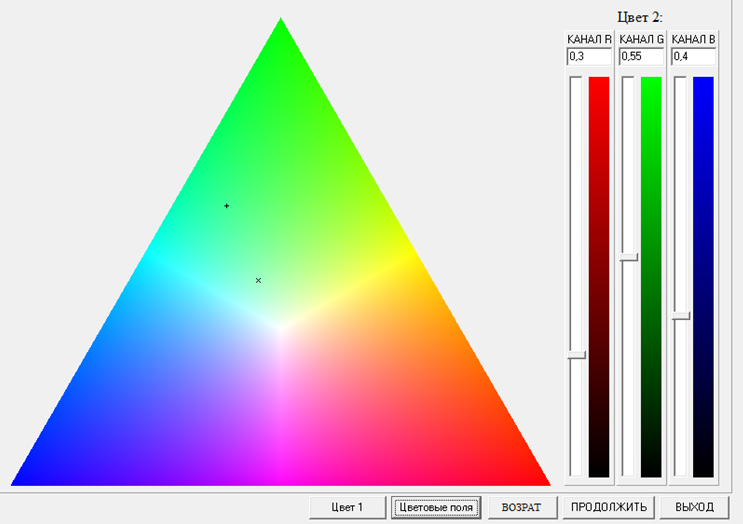 Цвет 2:
КАНАЛ R КАНАЛ G КАНАЛ B
0,3 0,55 0,4
Цвет 1 Цветовые поля ВОЗРАТ ПРОДОЛЖИТЬ ВЫХОД